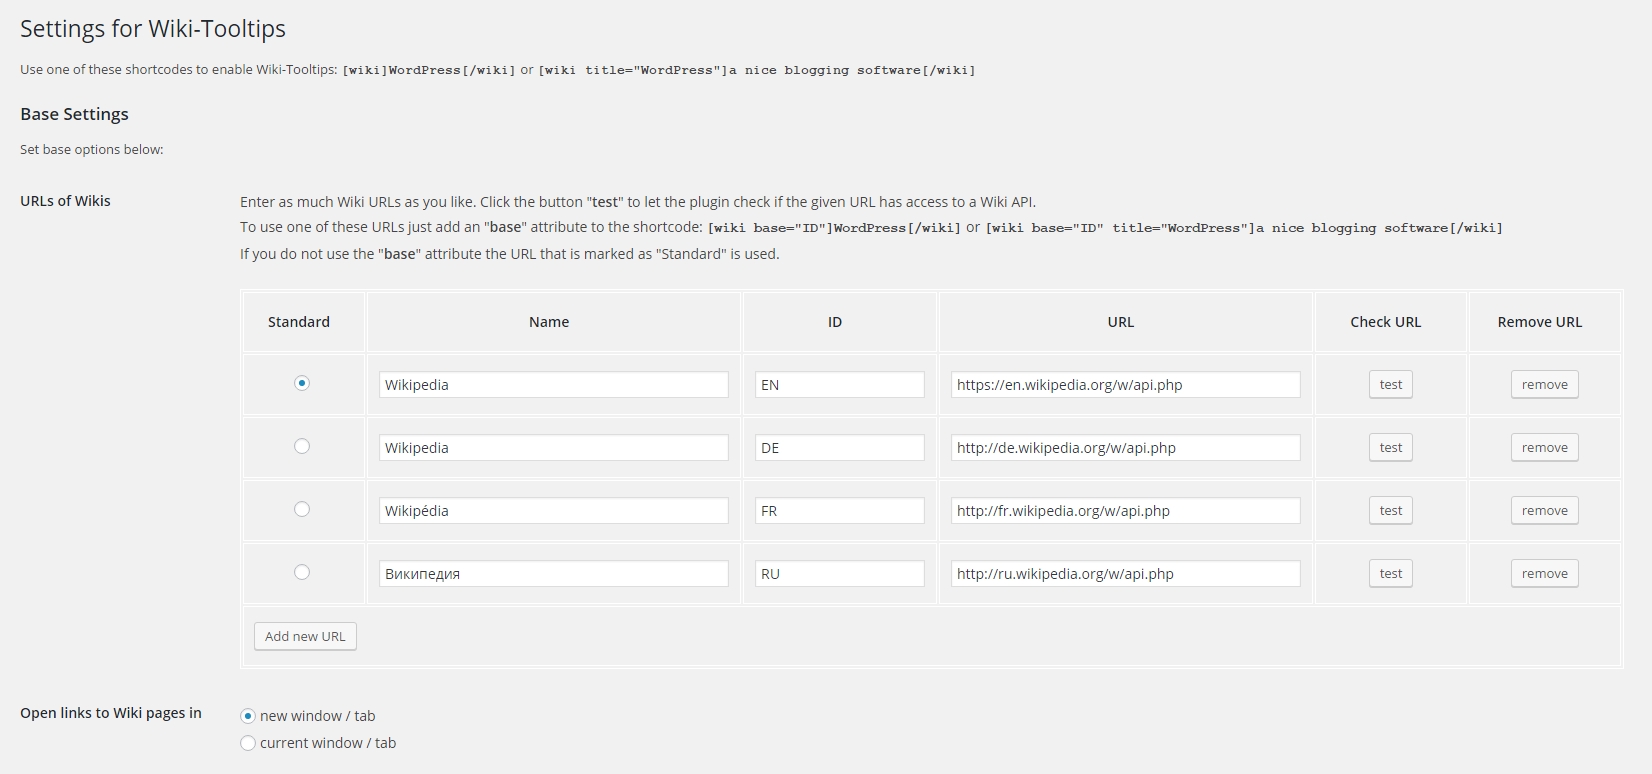 Settings for Wiki-Tooltips
Use one of these shortcodes to enable Wiki-Tooltips: [wiki]WordPress[/wiki] or [wiki title="WordPress"]a nice blogging software[/wiki]
Base Settings
Set base options below:
URLs of Wikis
Enter as much Wiki URLs as you like. Click the button "test" to let the plugin check if the given URL has access to a Wiki API.
To use one of these URLs just add an "base" attribute to the shortcode: [wiki base="ID"]WordPress[/wiki] or [wiki base="ID" title="WordPress"]a nice blogging software[/wiki]
If you do not use the "base" attribute the URL that is marked as "Standard" is used.
Standard Name ID URL Check URL Remove URL
Wikipedia EN https://en.wikipedia.org/w/api.php test remove
Wikipedia DE http://de.wikipedia.org/w/api.php test remove
Wikipédia FR http://fr.wikipedia.org/w/api.php test remove
Википедия RU http://ru.wikipedia.org/w/api.php test remove
Add new URL
Open links to Wiki pages in
new window / tab
current window / tab